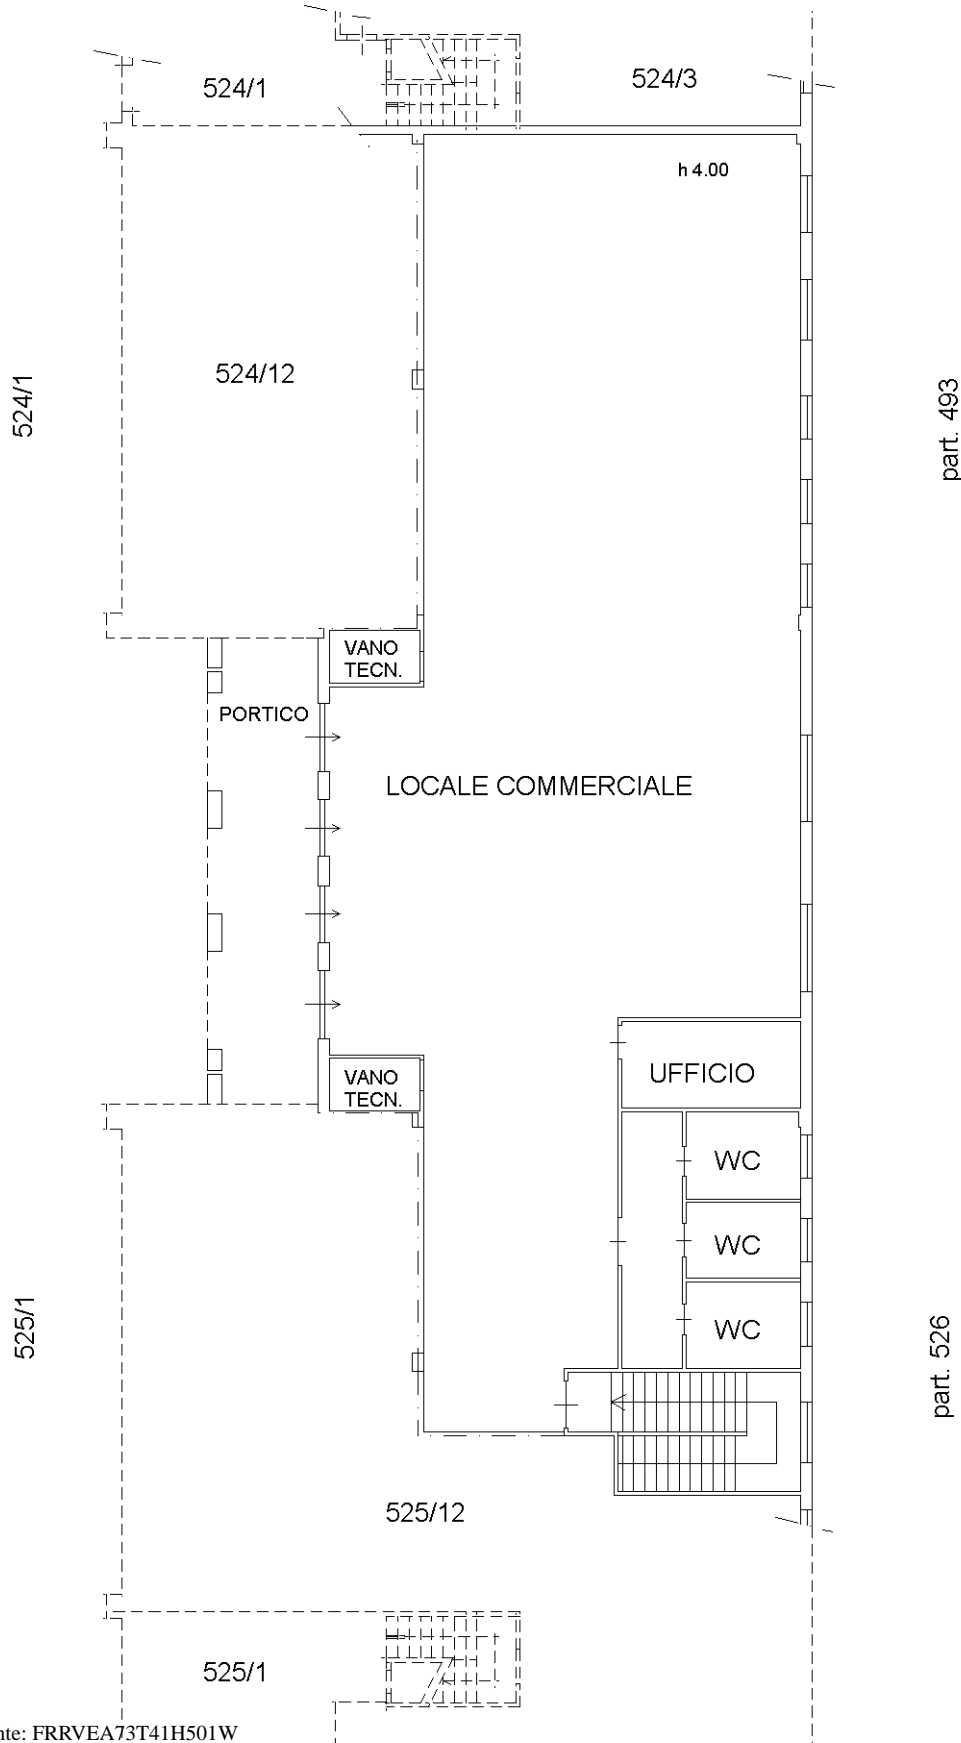 524/1
524/3
h 4.00
524/12
524/1
part. 493
VANO
TECN.
PORTICO
LOCALE COMMERCIALE
UFFICIO
VANO
TECN.
WC
WC
WC
525/1
part. 526
525/12
525/1
nte: FRRVEA73T41H501W